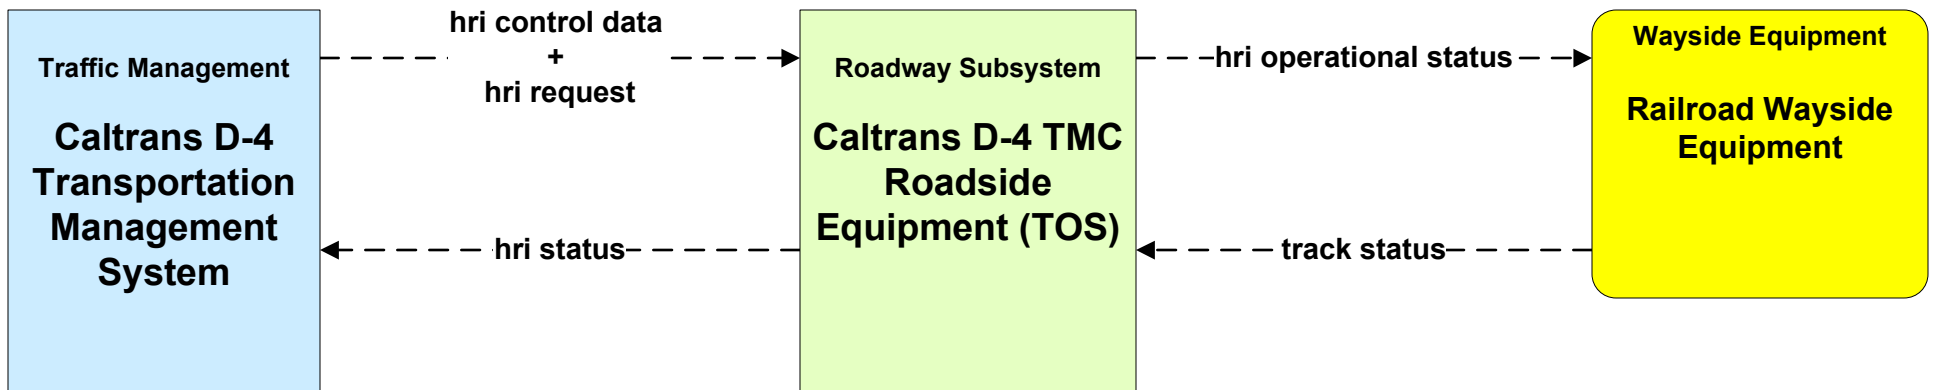 Traffic Management
Caltrans D-4
Transportation
Management
System
hri control data
+
hri request
hri status
Roadway Subsystem
Caltrans D-4 TMC
Roadside
Equipment (TOS)
hri operational status
track status
Wayside Equipment
Railroad Wayside
Equipment